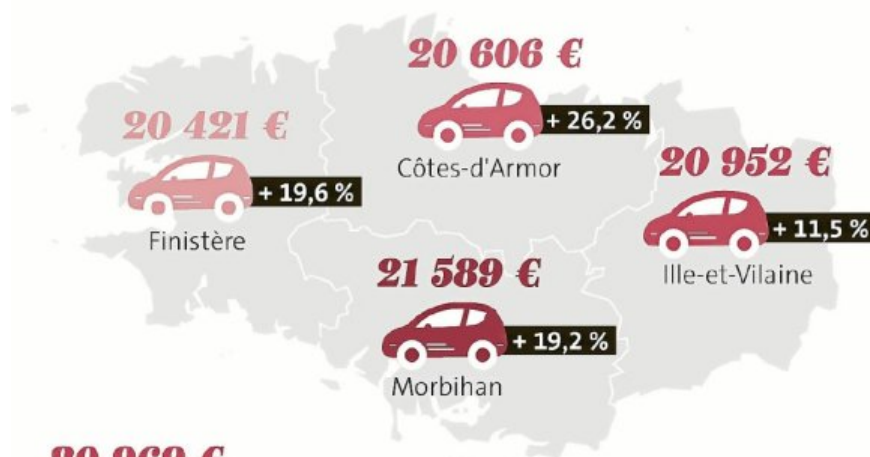 20 606 €
+ 26,2 %
Côtes-d'Armor
20 421 €
+ 19,6 %
Finistère
20 952 €
+ 11,5 %
Ille-et-Vilaine
21 589 €
+ 19,2 %
Morbihan